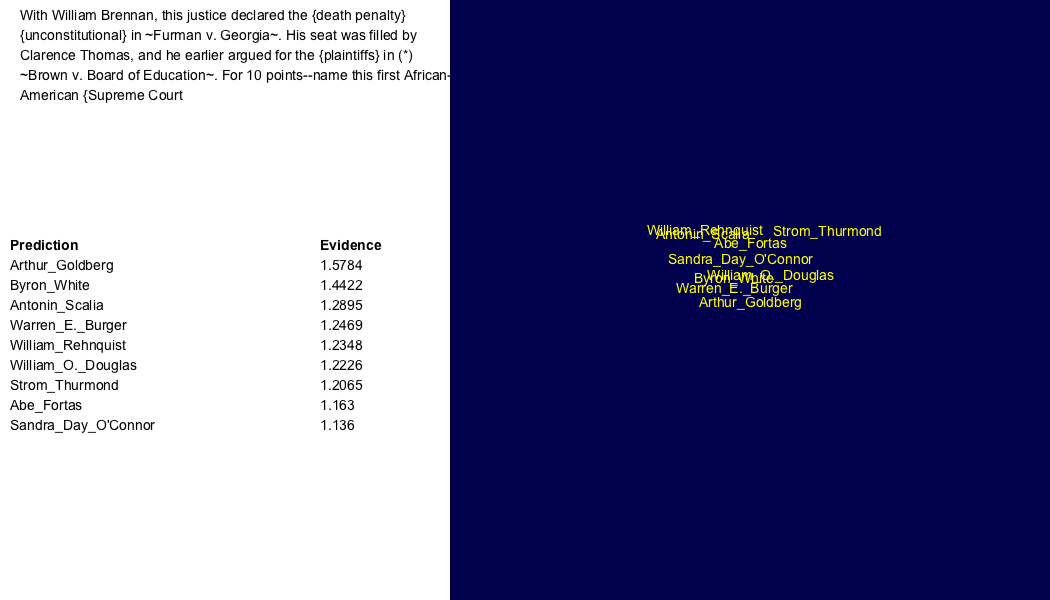 With William Brennan, this justice declared the {death penalty}
{unconstitutional} in ~Furman v. Georgia~. His seat was filled by
Clarence Thomas, and he earlier argued for the {plaintiffs} in (*)
~Brown v. Board of Education~. For 10 points--name this first African-
American {Supreme Court
Prediction Evidence
Arthur_Goldberg 1.5784
Byron_White 1.4422
Antonin_Scalia 1.2895
Warren_E._Burger 1.2469
William_Rehnquist 1.2348
William_O._Douglas 1.2226
Strom_Thurmond 1.2065
Abe_Fortas 1.163
Sandra_Day_O'Connor 1.136
William_Rehnquist Strom_Thurmond
Antonin_Scalia
Abe_Fortas
Sandra_Day_O'Connor
William_O._Douglas
Byron_White
Warren_E._Burger
Arthur_Goldberg